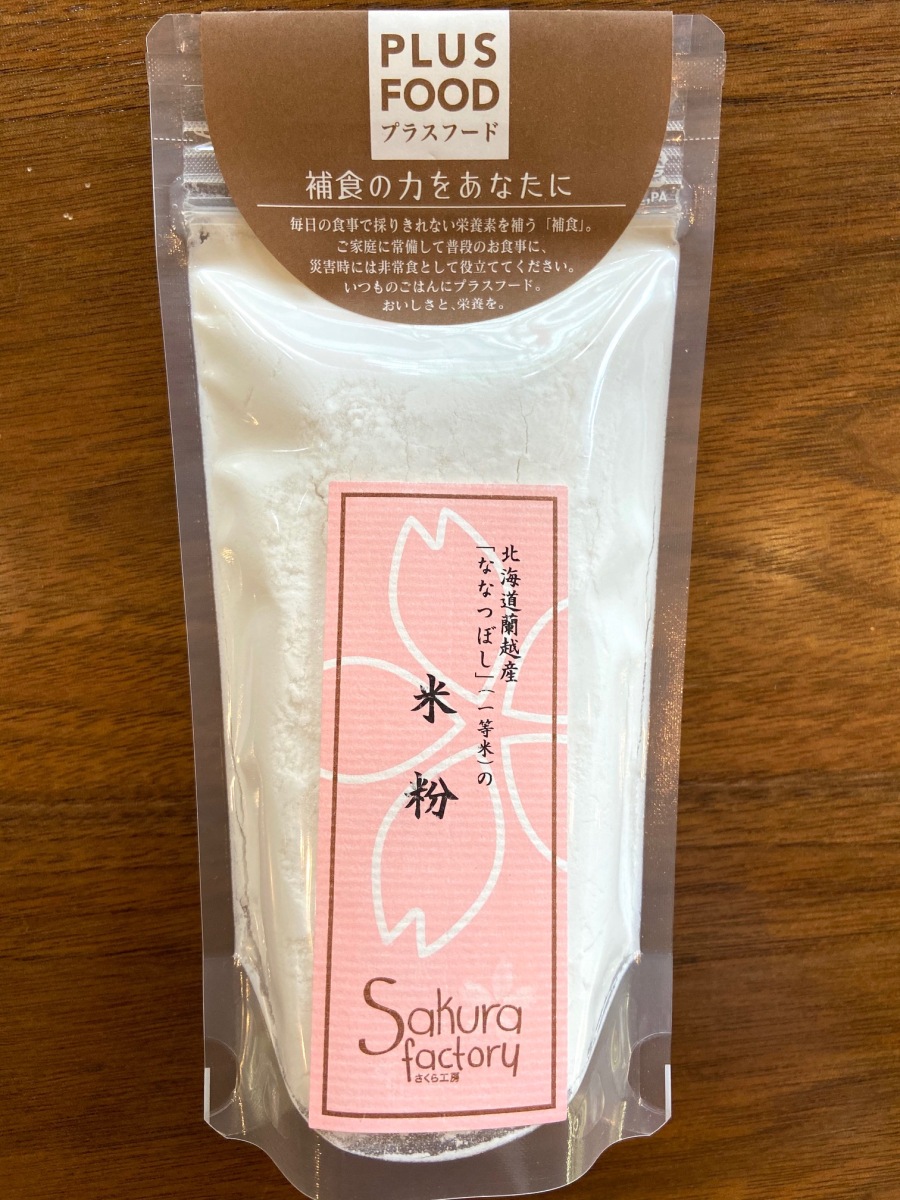 PLUS
FOOD
プラスフード
補食の力をあなたに
毎日の食事で採りきれない栄養素を補う「補食」。
ご家庭に常備して普段のお食事に、
災害時には非常食として役立ててください。
いつものごはんにプラスフード。
おいしさと、栄養を。
,PA
北海道蘭越産
「ななつぼし」(一等米)の
米粉
Sakura
factory
さくら工房